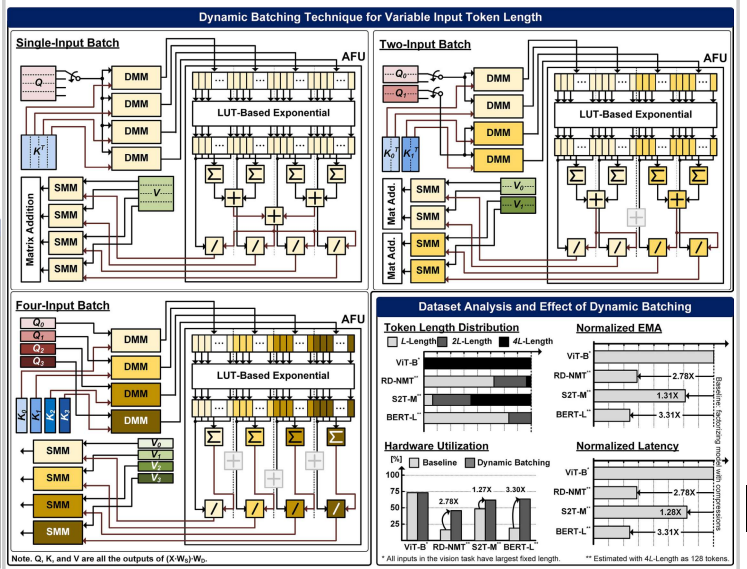 Dynamic Batching Technique for Variable Input Token Length
Single-Input Batch
AFU
Q
DMM
DMM
DMM
DMM
K^T
LUT-Based Exponential
Σ Σ Σ Σ
+ +
+
/ / / /
V
SMM
SMM
SMM
SMM
Matrix Addition
Two-Input Batch
AFU
Q0
Q1
DMM
DMM
DMM
DMM
K0^T K1^T
LUT-Based Exponential
Σ Σ Σ Σ
+ +
+
/ / / /
V0
V1
SMM
SMM
SMM
SMM
Mat Add.
Mat Add.
Four-Input Batch
AFU
Q0
Q1
Q2
Q3
DMM
DMM
DMM
DMM
K0 K1 K2 K3
LUT-Based Exponential
Σ Σ Σ Σ
+ +
+
/ / / /
V0
V1
V2
V3
SMM
SMM
SMM
SMM
Note. Q, K, and V are all the outputs of (X·WS)·WD.
Dataset Analysis and Effect of Dynamic Batching
Token Length Distribution
L-Length 2L-Length 4L-Length
ViT-B*
RD-NMT**
S2T-M**
BERT-L**
Normalized EMA
ViT-B*
RD-NMT** 2.78X
S2T-M** 1.31X
BERT-L** 3.31X
Baseline: factorizing model with compressions
Hardware Utilization
[%] Baseline Dynamic Batching
100
75
50
25
0
2.78X 1.27X 3.30X
ViT-B* RD-NMT** S2T-M** BERT-L**
Normalized Latency
ViT-B*
RD-NMT** 2.78X
S2T-M** 1.28X
BERT-L** 3.31X
* All inputs in the vision task have largest fixed length.
** Estimated with 4L-Length as 128 tokens.